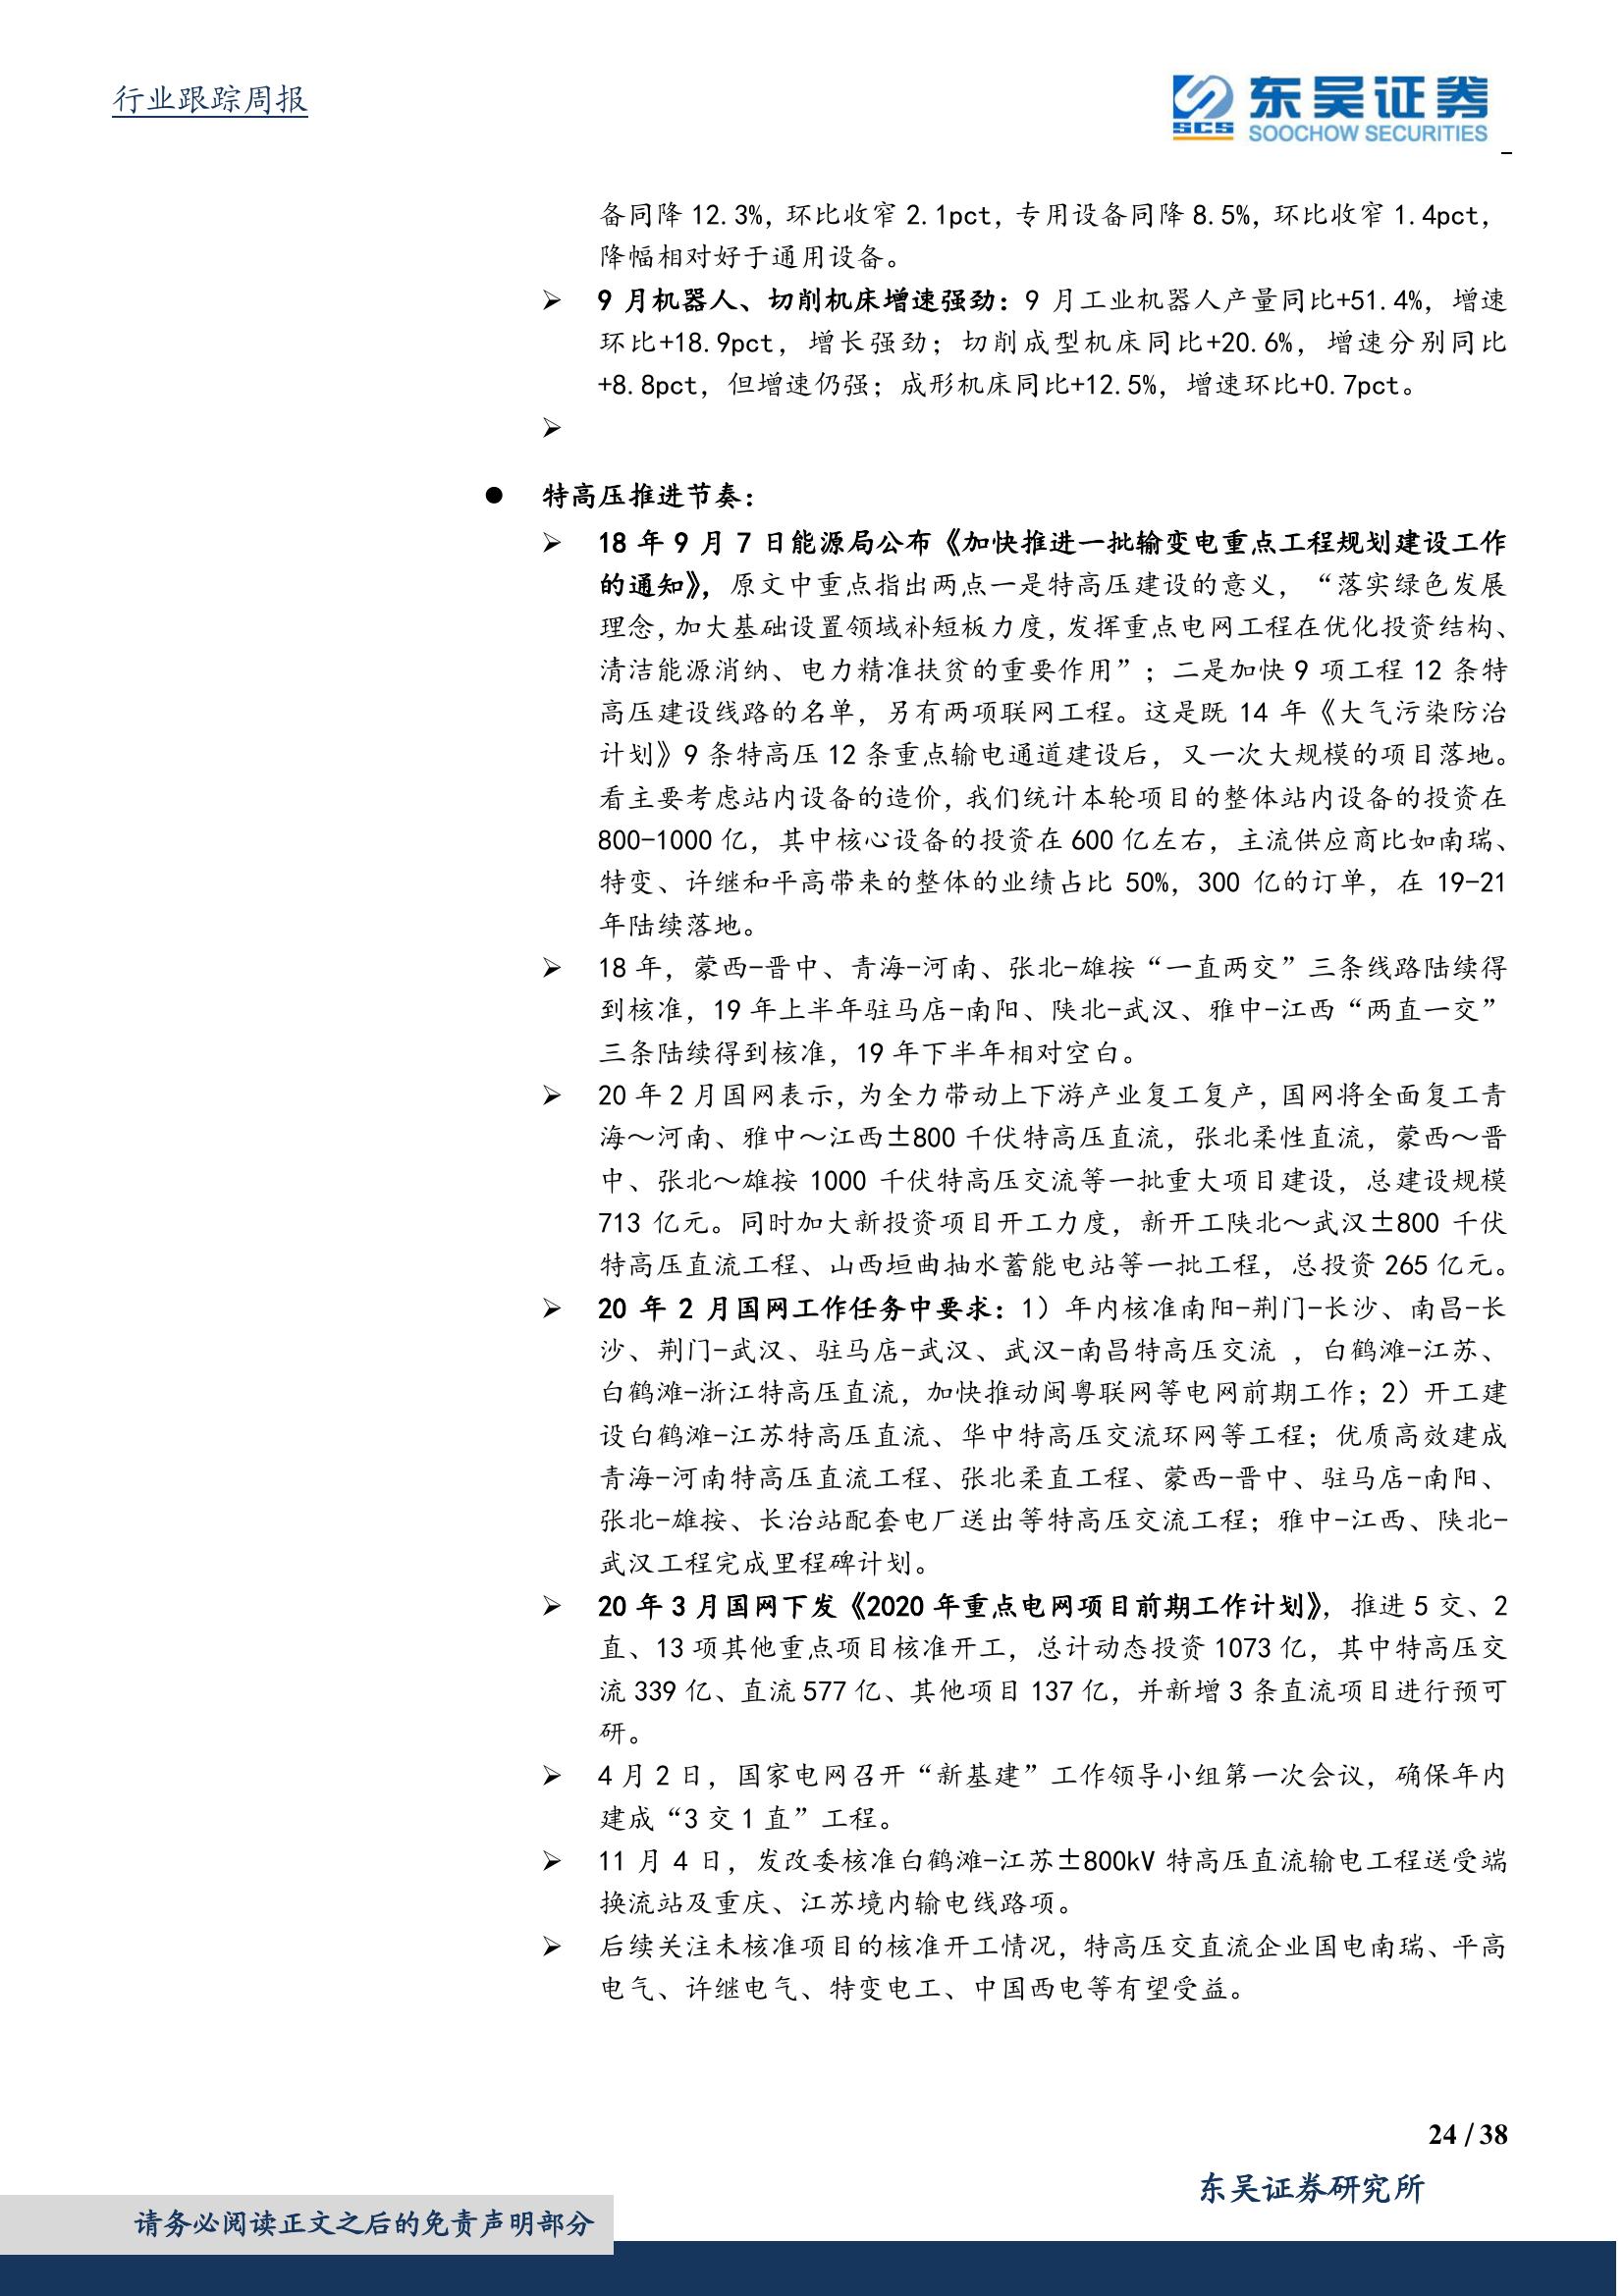 行业跟踪周报
东吴证券
SCS
SOOCHOW SECURITIES
备同降 12.3%，环比收窄 2.1pct，专用设备同降 8.5%，环比收窄 1.4pct，
降幅相对好于通用设备。
➢ 9 月机器人、切削机床增速强劲：9 月工业机器人产量同比+51.4%，增速
环比+18.9pct，增长强劲；切削成型机床同比+20.6%，增速分别同比
+8.8pct，但增速仍强；成形机床同比+12.5%，增速环比+0.7pct。
➢
● 特高压推进节奏：
➢ 18 年 9 月 7 日能源局公布《加快推进一批输变电重点工程规划建设工作
的通知》，原文中重点指出两点一是特高压建设的意义，“落实绿色发展
理念，加大基础设置领域补短板力度，发挥重点电网工程在优化投资结构、
清洁能源消纳、电力精准扶贫的重要作用”；二是加快 9 项工程 12 条特
高压建设线路的名单，另有两项联网工程。这是既 14 年《大气污染防治
计划》9 条特高压 12 条重点输电通道建设后，又一次大规模的项目落地。
看主要考虑站内设备的造价，我们统计本轮项目的整体站内设备的投资在
800-1000 亿，其中核心设备的投资在 600 亿左右，主流供应商比如南瑞、
特变、许继和平高带来的整体的业绩占比 50%，300 亿的订单，在 19-21
年陆续落地。
➢ 18 年，蒙西-晋中、青海-河南、张北-雄按“一直两交”三条线路陆续得
到核准，19 年上半年驻马店-南阳、陕北-武汉、雅中-江西“两直一交”
三条陆续得到核准，19 年下半年相对空白。
➢ 20 年 2 月国网表示，为全力带动上下游产业复工复产，国网将全面复工青
海～河南、雅中～江西±800 千伏特高压直流，张北柔性直流，蒙西～晋
中、张北～雄按 1000 千伏特高压交流等一批重大项目建设，总建设规模
713 亿元。同时加大新投资项目开工力度，新开工陕北～武汉±800 千伏
特高压直流工程、山西垣曲抽水蓄能电站等一批工程，总投资 265 亿元。
➢ 20 年 2 月国网工作任务中要求：1）年内核准南阳-荆门-长沙、南昌-长
沙、荆门-武汉、驻马店-武汉、武汉-南昌特高压交流 ，白鹤滩-江苏、
白鹤滩-浙江特高压直流，加快推动闽粤联网等电网前期工作；2）开工建
设白鹤滩-江苏特高压直流、华中特高压交流环网等工程；优质高效建成
青海-河南特高压直流工程、张北柔直工程、蒙西-晋中、驻马店-南阳、
张北-雄按、长治站配套电厂送出等特高压交流工程；雅中-江西、陕北-
武汉工程完成里程碑计划。
➢ 20 年 3 月国网下发《2020 年重点电网项目前期工作计划》，推进 5 交、2
直、13 项其他重点项目核准开工，总计动态投资 1073 亿，其中特高压交
流 339 亿、直流 577 亿、其他项目 137 亿，并新增 3 条直流项目进行预可
研。
➢ 4 月 2 日，国家电网召开“新基建”工作领导小组第一次会议，确保年内
建成“3 交 1 直”工程。
➢ 11 月 4 日，发改委核准白鹤滩-江苏±800kV 特高压直流输电工程送受端
换流站及重庆、江苏境内输电线路项。
➢ 后续关注未核准项目的核准开工情况，特高压交直流企业国电南瑞、平高
电气、许继电气、特变电工、中国西电等有望受益。
24 / 38
东吴证券研究所
请务必阅读正文之后的免责声明部分